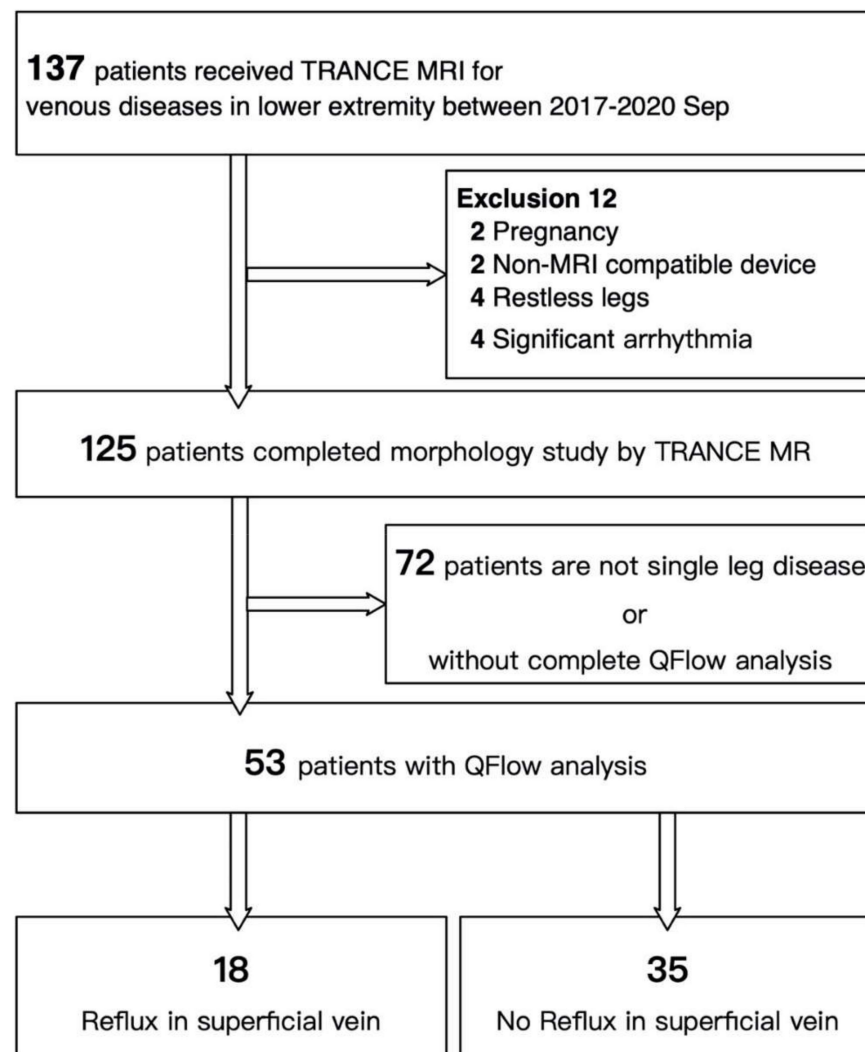 137 patients received TRANCE MRI for
venous diseases in lower extremity between 2017-2020 Sep
Exclusion 12
2 Pregnancy
2 Non-MRI compatible device
4 Restless legs
4 Significant arrhythmia
125 patients completed morphology study by TRANCE MR
72 patients are not single leg disease
or
without complete QFlow analysis
53 patients with QFlow analysis
18
Reflux in superficial vein
35
No Reflux in superficial vein